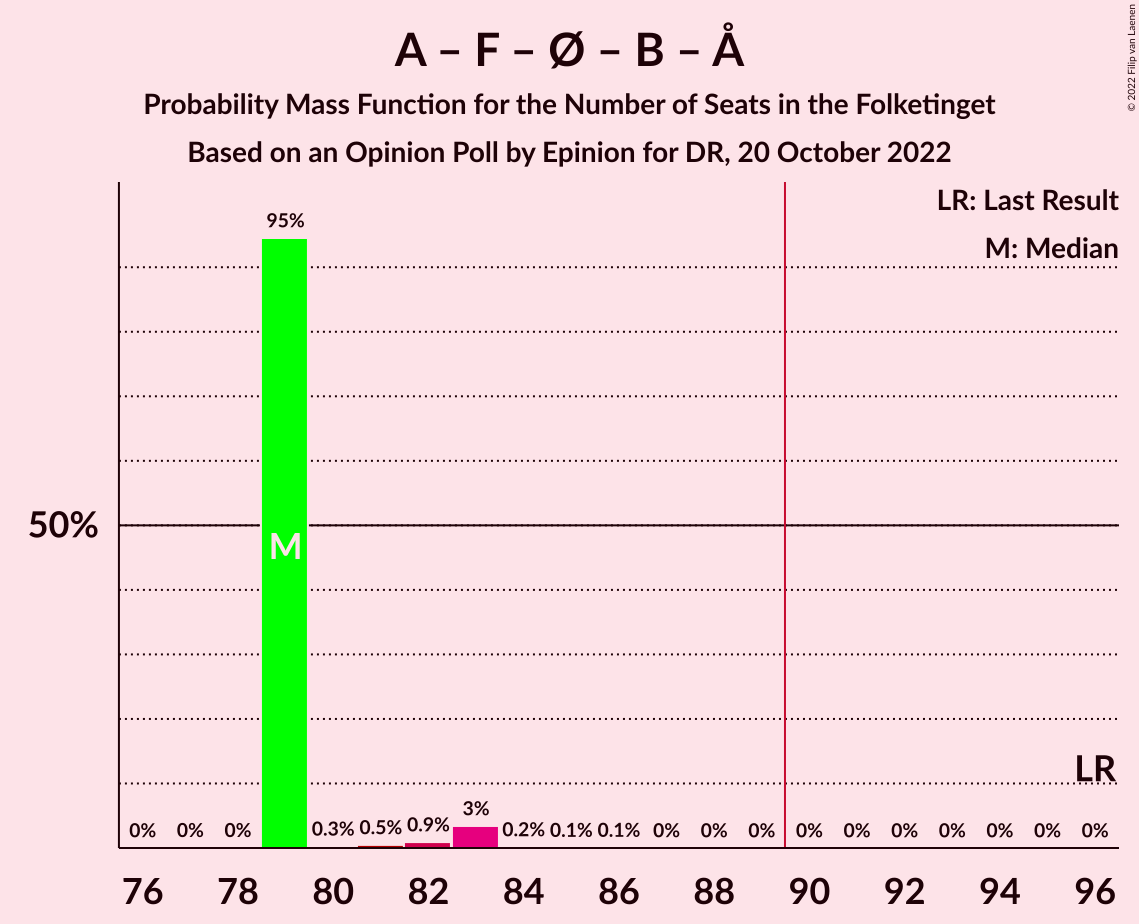 A – F – Ø – B – Å
Probability Mass Function for the Number of Seats in the Folketinget
Based on an Opinion Poll by Epinion for DR, 20 October 2022
© 2022 Filip van Laenen
LR: Last Result
M: Median
95%
50%
M
LR
0% 0% 0% 0.3% 0.5% 0.9% 3% 0.2% 0.1% 0.1% 0% 0% 0% 0% 0% 0% 0% 0% 0% 0%
76 78 80 82 84 86 88 90 92 94 96